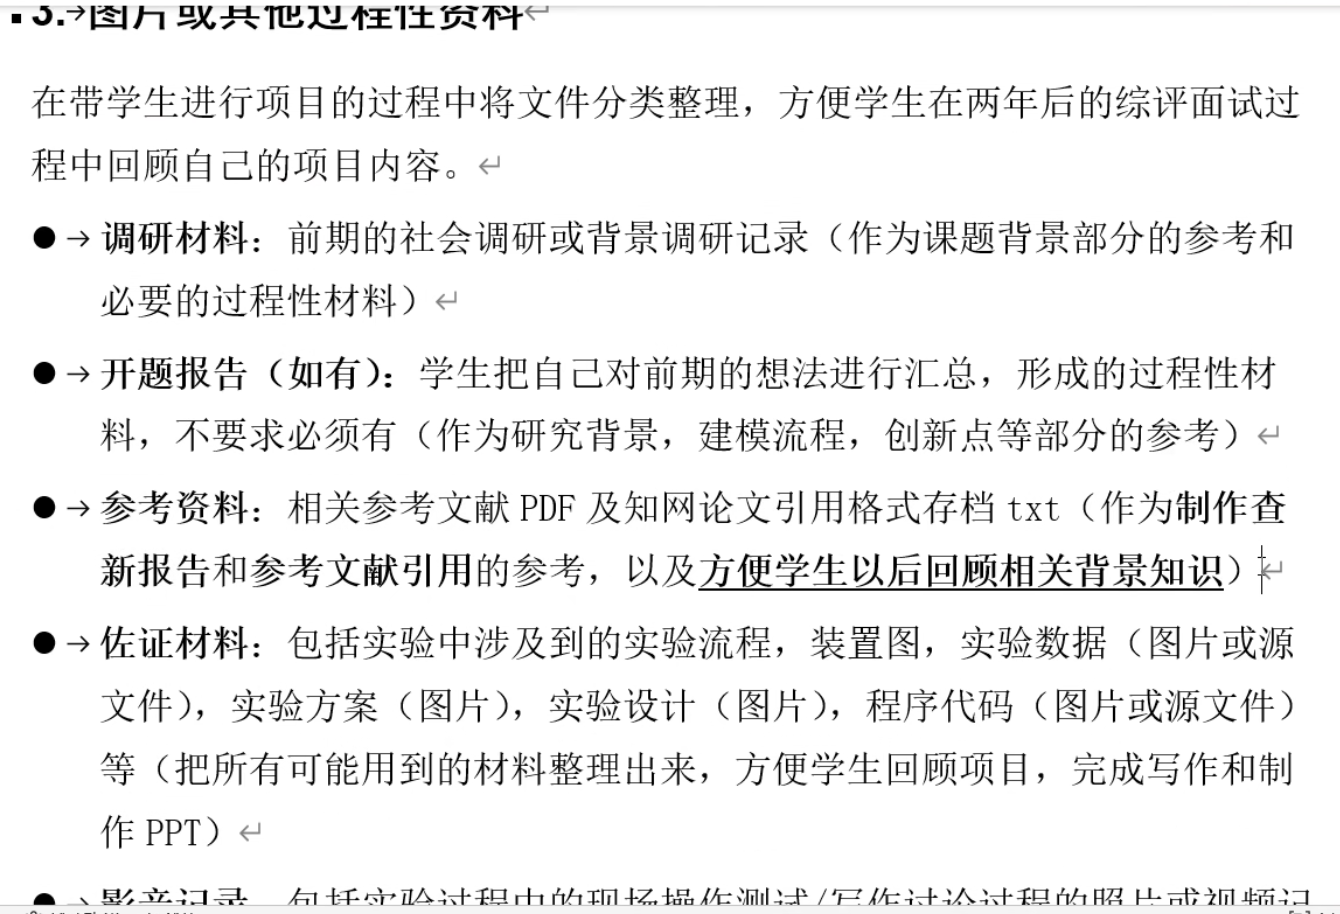 3.图片或其他过程性资料
在带学生进行项目的过程中将文件分类整理，方便学生在两年后的综评面试过
程中回顾自己的项目内容。
调研材料：前期的社会调研或背景调研记录（作为课题背景部分的参考和
必要的过程性材料）
开题报告（如有）：学生把自己对前期的想法进行汇总，形成的过程性材
料，不要求必须有（作为研究背景，建模流程，创新点等部分的参考）
参考资料：相关参考文献 PDF 及知网论文引用格式存档 txt（作为制作查
新报告和参考文献引用的参考，以及方便学生以后回顾相关背景知识）
佐证材料：包括实验中涉及到的实验流程，装置图，实验数据（图片或源
文件），实验方案（图片），实验设计（图片），程序代码（图片或源文件）
等（把所有可能用到的材料整理出来，方便学生回顾项目，完成写作和制
作 PPT）
影音记录 包括实验过程中的现场操作测试/写作讨论过程的照片或视频记